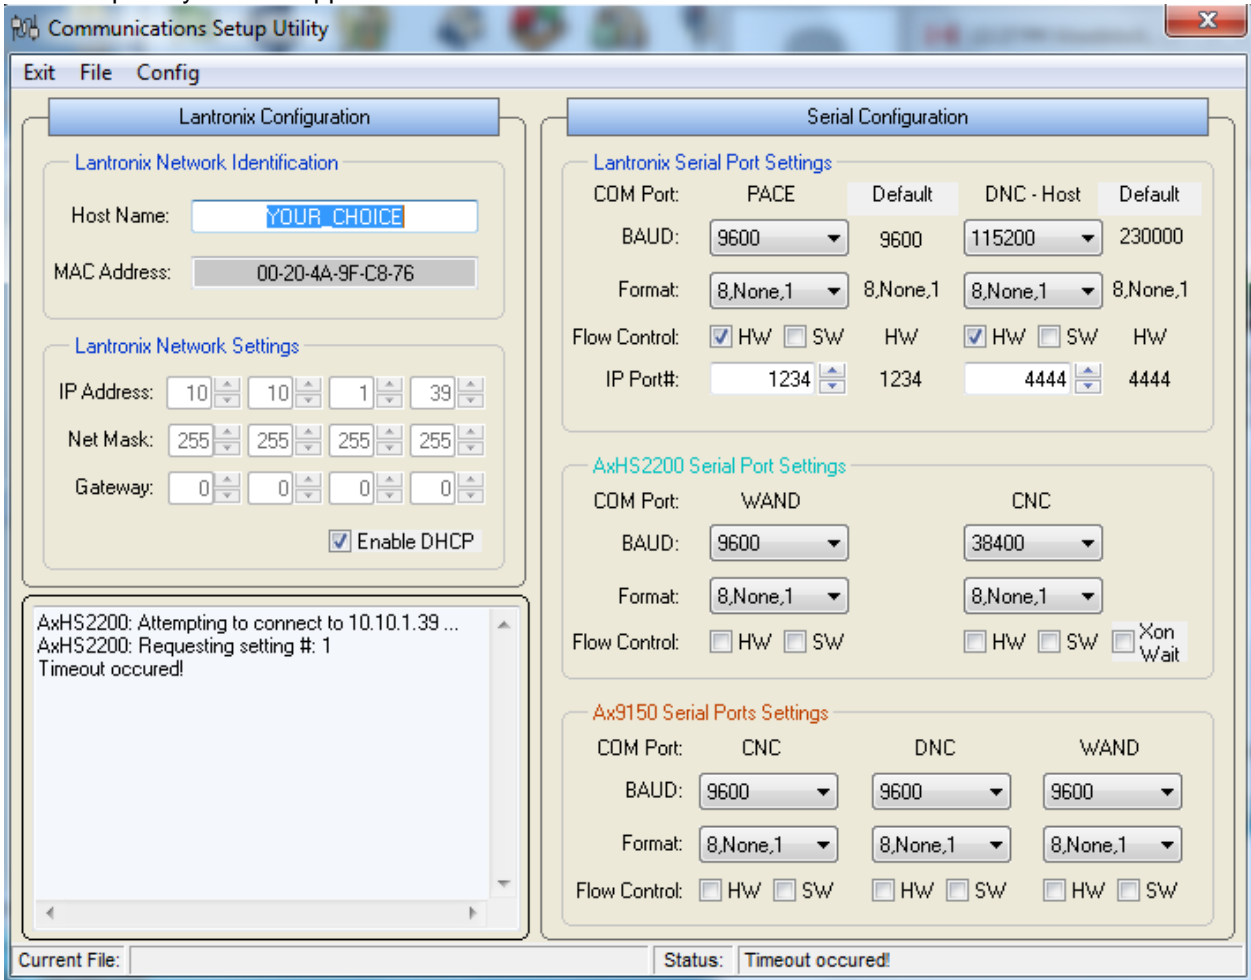 Communications Setup Utility
Exit File Config
Lantronix Configuration
Lantronix Network Identification
Host Name: YOUR_CHOICE
MAC Address: 00-20-4A-9F-C8-76
Lantronix Network Settings
IP Address: 10 10 1 39
Net Mask: 255 255 255 255
Gateway: 0 0 0 0
Enable DHCP
AxHS2200: Attempting to connect to 10.10.1.39 ...
AxHS2200: Requesting setting #: 1
Timeout occured!
Serial Configuration
Lantronix Serial Port Settings
COM Port: PACE Default DNC - Host Default
BAUD: 9600 9600 115200 230000
Format: 8,None,1 8,None,1 8,None,1 8,None,1
Flow Control: HW SW HW HW SW HW
IP Port#: 1234 1234 4444 4444
AxHS2200 Serial Port Settings
COM Port: WAND CNC
BAUD: 9600 38400
Format: 8,None,1 8,None,1
Flow Control: HW SW HW SW Xon Wait
Ax9150 Serial Ports Settings
COM Port: CNC DNC WAND
BAUD: 9600 9600 9600
Format: 8,None,1 8,None,1 8,None,1
Flow Control: HW SW HW SW HW SW
Current File: Status: Timeout occured!